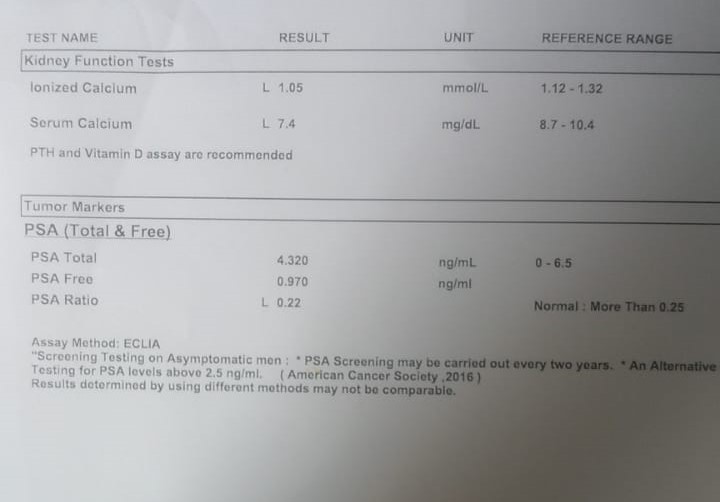 TEST NAME RESULT UNIT REFERENCE RANGE
Kidney Function Tests
Ionized Calcium L 1.05 mmol/L 1.12 - 1.32
Serum Calcium L 7.4 mg/dL 8.7 - 10.4
PTH and Vitamin D assay are recommended
Tumor Markers
PSA (Total & Free)
PSA Total 4.320 ng/mL 0 - 6.5
PSA Free 0.970 ng/ml
PSA Ratio L 0.22 Normal : More Than 0.25
Assay Method: ECLIA
"Screening Testing on Asymptomatic men : * PSA Screening may be carried out every two years. * An Alternative
Testing for PSA levels above 2.5 ng/ml. ( American Cancer Society ,2016 )
Results determined by using different methods may not be comparable.